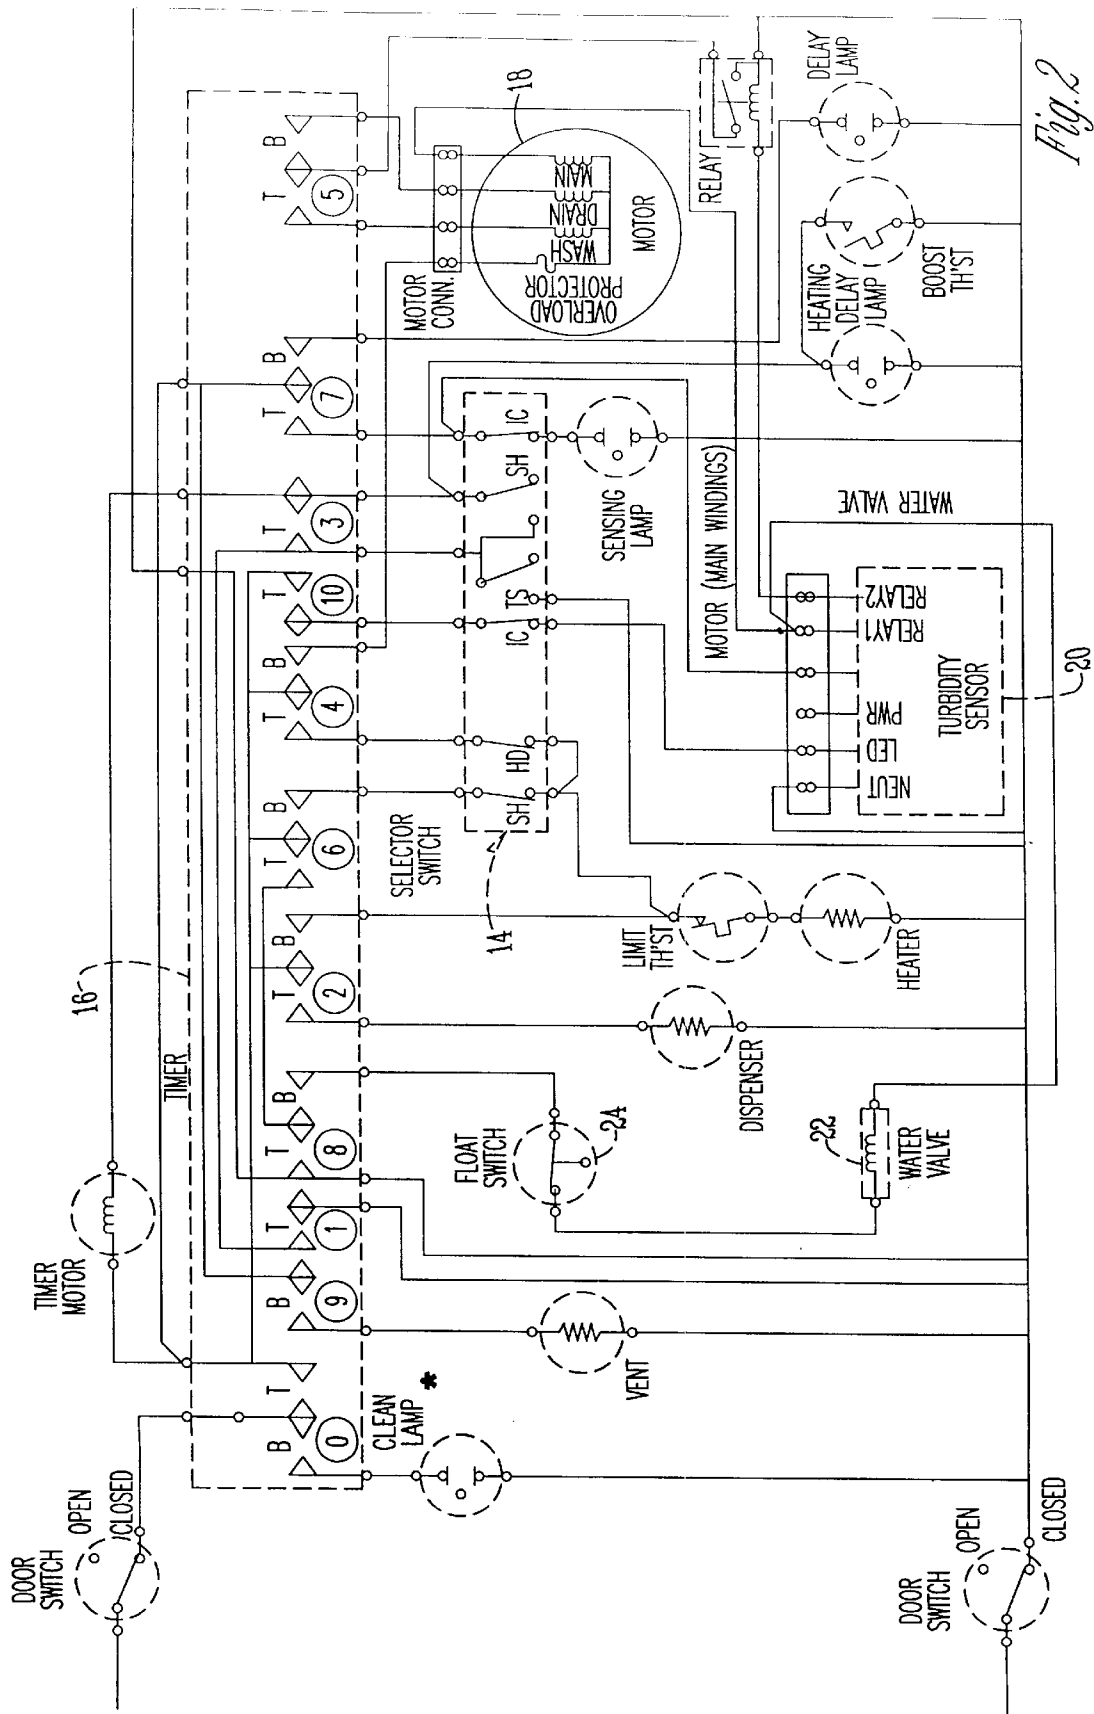 DOOR
SWITCH
OPEN
CLOSED
TIMER
MOTOR
TIMER
16
B
0
T
B
9
T
1
T
8
B
T
2
B
T
6
B
T
4
B
10
T
T
3
T
7
B
T
5
B
CLEAN
LAMP *
VENT
FLOAT
SWITCH
24
22
WATER
VALVE
DISPENSER
LIMIT
TH'ST
HEATER
14
SELECTOR
SWITCH
SH
HD
IC
TS
SH
IC
SENSING
LAMP
MOTOR
CONN.
OVERLOAD
PROTECTOR
WASH
DRAIN
MAIN
MOTOR
18
MOTOR (MAIN WINDINGS)
WATER VALVE
NEUT
LED
PWR
RELAY1
RELAY2
TURBIDITY
SENSOR
20
RELAY
HEATING
DELAY
LAMP
BOOST
TH'ST
DELAY
LAMP
DOOR
SWITCH
OPEN
CLOSED
Fig. 2